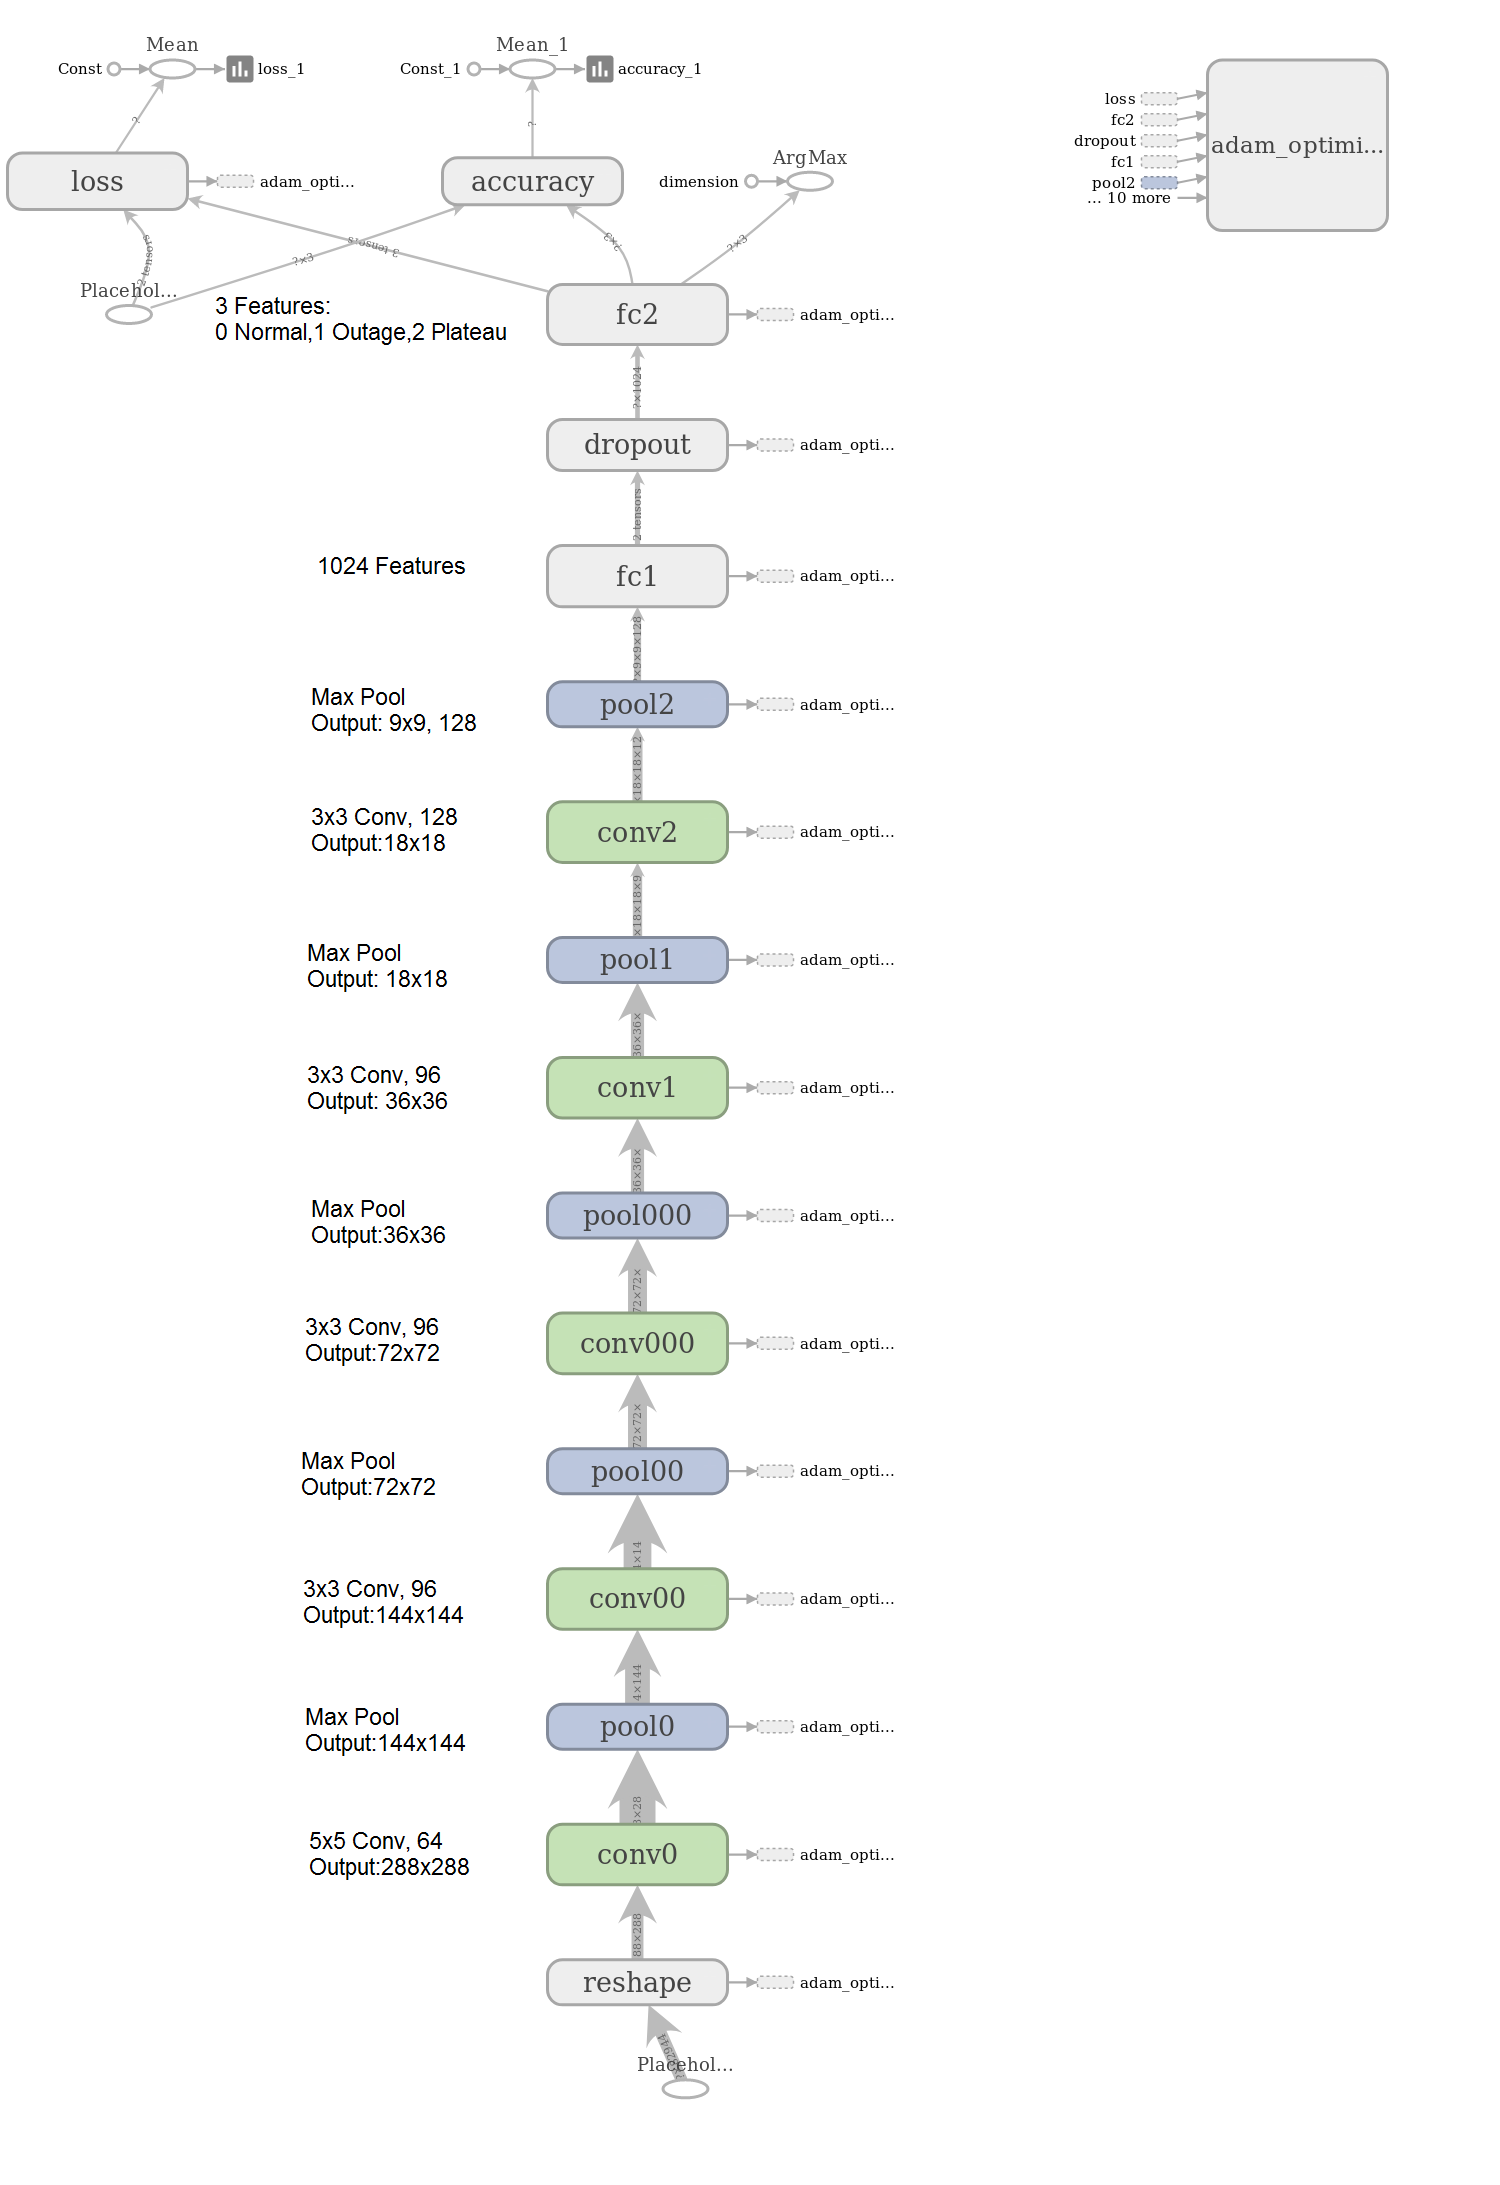 Mean
Const
loss_1
Mean_1
Const_1
accuracy_1
?
?
loss
adam_opti...
accuracy
ArgMax
dimension
loss
fc2
dropout
fc1
pool2
... 10 more
adam_optimi...
2 tensors
?×3
3 tensors
?×3
?×3
Placehol...
3 Features:
0 Normal,1 Outage,2 Plateau
fc2
adam_opti...
?×1024
dropout
adam_opti...
2 tensors
1024 Features
fc1
adam_opti...
?×9×9×128
Max Pool
Output: 9x9, 128
pool2
adam_opti...
×18×18×12
3x3 Conv, 128
Output:18x18
conv2
adam_opti...
×18×18×9
Max Pool
Output: 18x18
pool1
adam_opti...
36×36×
3x3 Conv, 96
Output: 36x36
conv1
adam_opti...
36×36×
Max Pool
Output:36x36
pool000
adam_opti...
72×72×
3x3 Conv, 96
Output:72x72
conv000
adam_opti...
72×72×
Max Pool
Output:72x72
pool00
adam_opti...
4×14
3x3 Conv, 96
Output:144x144
conv00
adam_opti...
4×144
Max Pool
Output:144x144
pool0
adam_opti...
8×28
5x5 Conv, 64
Output:288x288
conv0
adam_opti...
88×288
reshape
adam_opti...
Placehol...